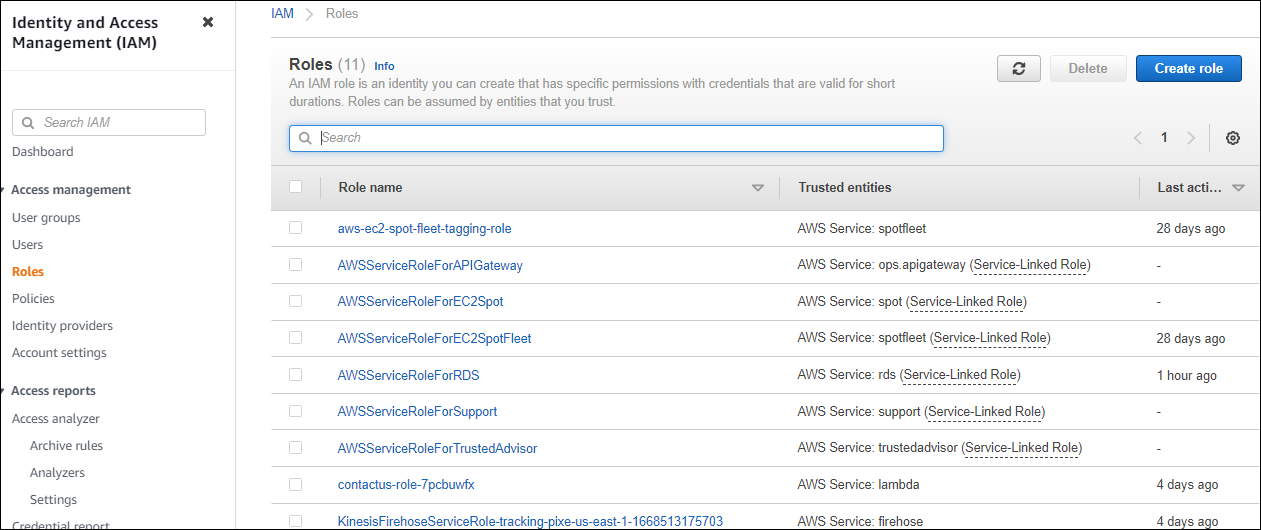 Identity and Access
Management (IAM)
Search IAM
Dashboard
Access management
User groups
Users
Roles
Policies
Identity providers
Account settings
Access reports
Access analyzer
Archive rules
Analyzers
Settings
Credential report
IAM Roles
Roles (11) Info
An IAM role is an identity you can create that has specific permissions with credentials that are valid for short
durations. Roles can be assumed by entities that you trust.
Delete
Create role
Search
1
Role name Trusted entities Last acti...
aws-ec2-spot-fleet-tagging-role AWS Service: spotfleet 28 days ago
AWSServiceRoleForAPIGateway AWS Service: ops.apigateway (Service-Linked Role) -
AWSServiceRoleForEC2Spot AWS Service: spot (Service-Linked Role) -
AWSServiceRoleForEC2SpotFleet AWS Service: spotfleet (Service-Linked Role) 28 days ago
AWSServiceRoleForRDS AWS Service: rds (Service-Linked Role) 1 hour ago
AWSServiceRoleForSupport AWS Service: support (Service-Linked Role) -
AWSServiceRoleForTrustedAdvisor AWS Service: trustedadvisor (Service-Linked Role) -
contactus-role-7pcbuwfx AWS Service: lambda 4 days ago
KinesisFirehoseServiceRole-tracking-pixe-us-east-1-1668513175703 AWS Service: firehose 4 days ago